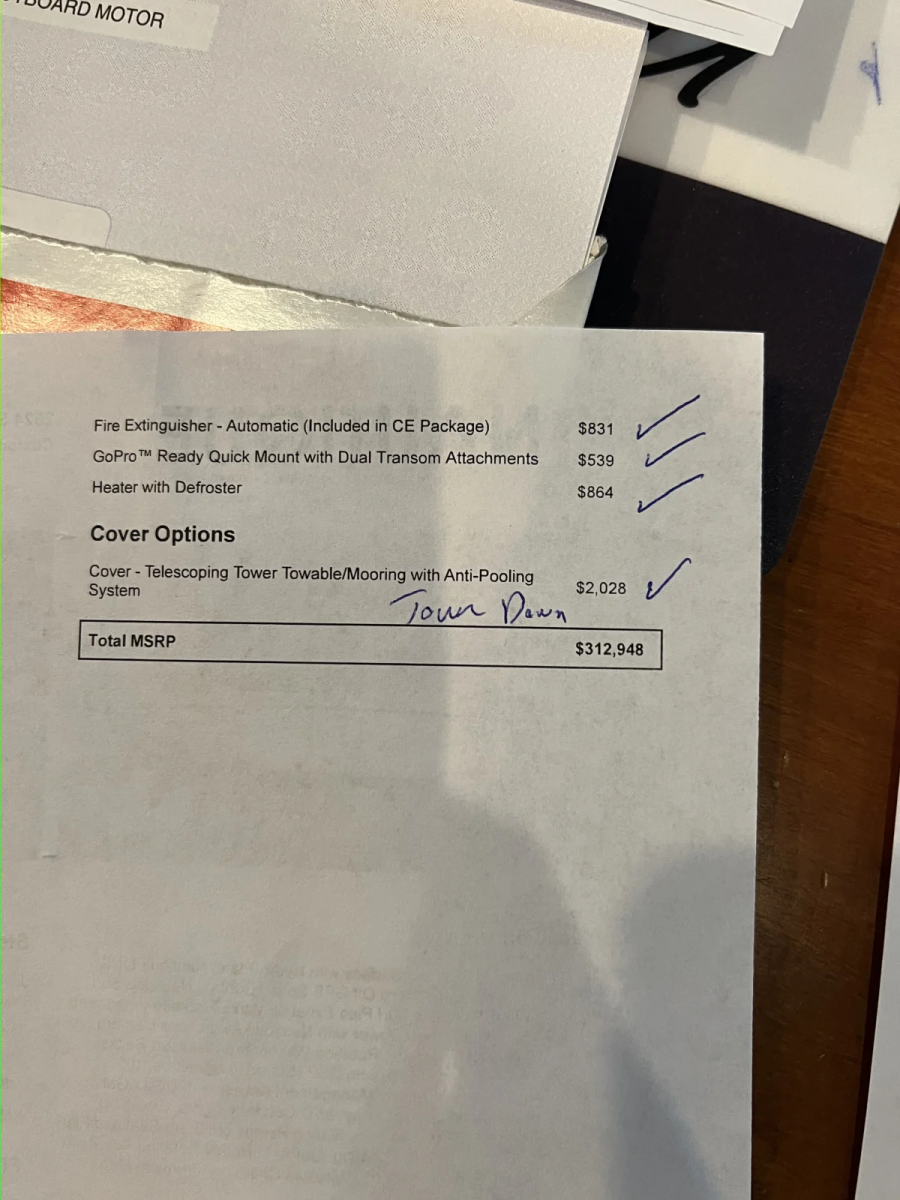 BOARD MOTOR
Fire Extinguisher - Automatic (Included in CE Package) $831
GoPro™ Ready Quick Mount with Dual Transom Attachments $539
Heater with Defroster $864
Cover Options
Cover - Telescoping Tower Towable/Mooring with Anti-Pooling
System $2,028
Tower Down
Total MSRP $312,948